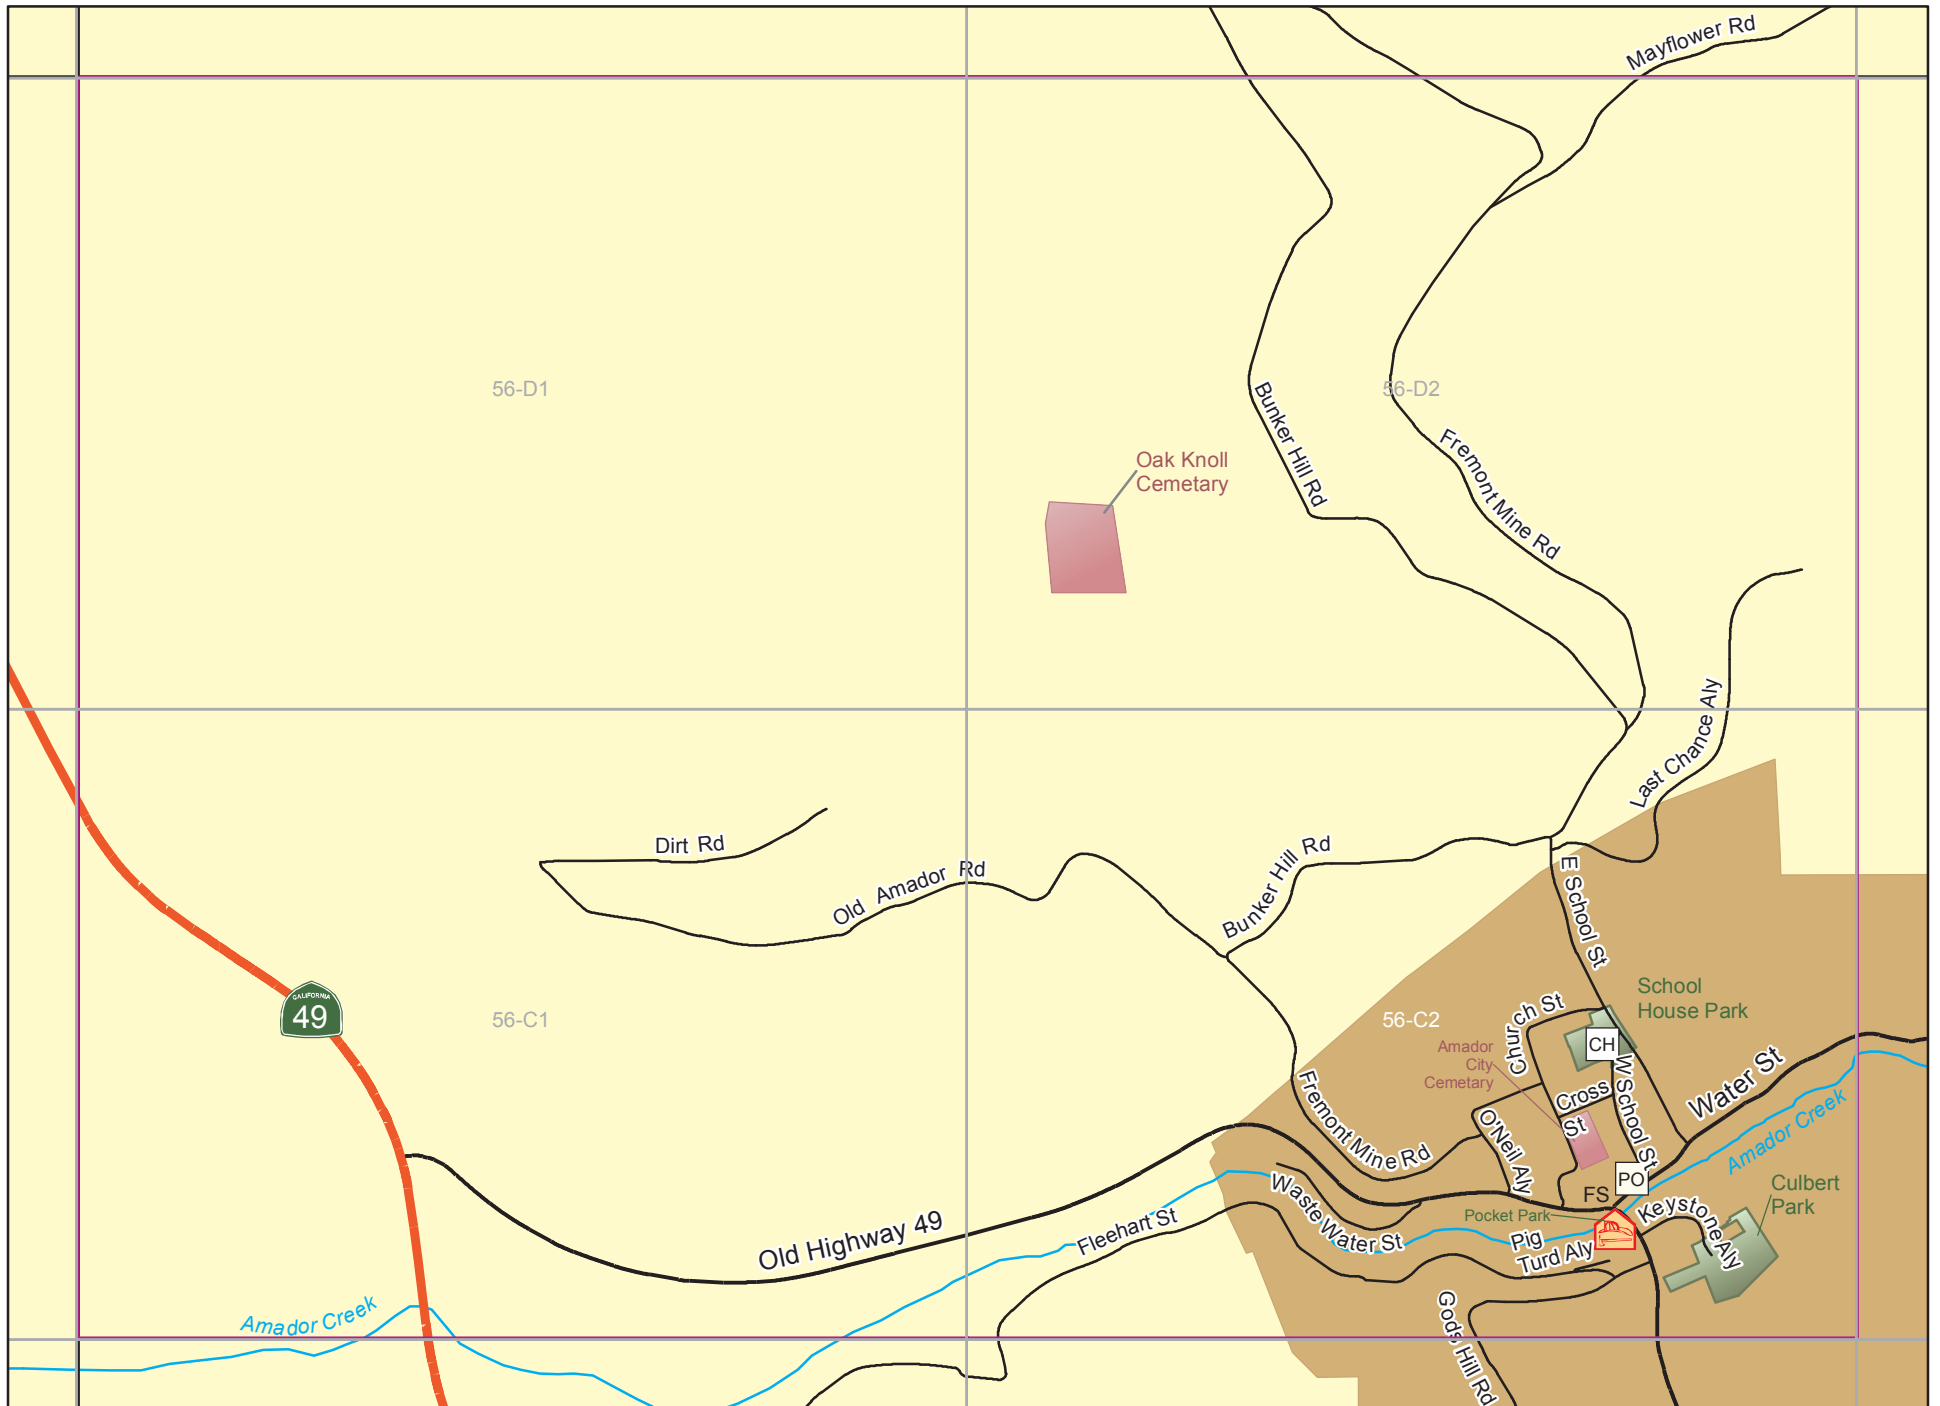 Mayflower Rd
56-D1
56-D2
Bunker Hill Rd
Fremont Mine Rd
Oak Knoll
Cemetary
Last Chance Aly
Dirt Rd
Old Amador Rd
Bunker Hill Rd
E School St
CALIFORNIA
49
56-C1
56-C2
School
House Park
Church St
CH
Amador
City
Cemetary
W School St
Water St
Cross
St
Amador Creek
Fremont Mine Rd
O'Neil Aly
PO
FS
Culbert
Park
Waste Water St
Pocket Park
Keystone Aly
Fleehart St
Old Highway 49
Pig
Turd Aly
Amador Creek
Gods Hill Rd